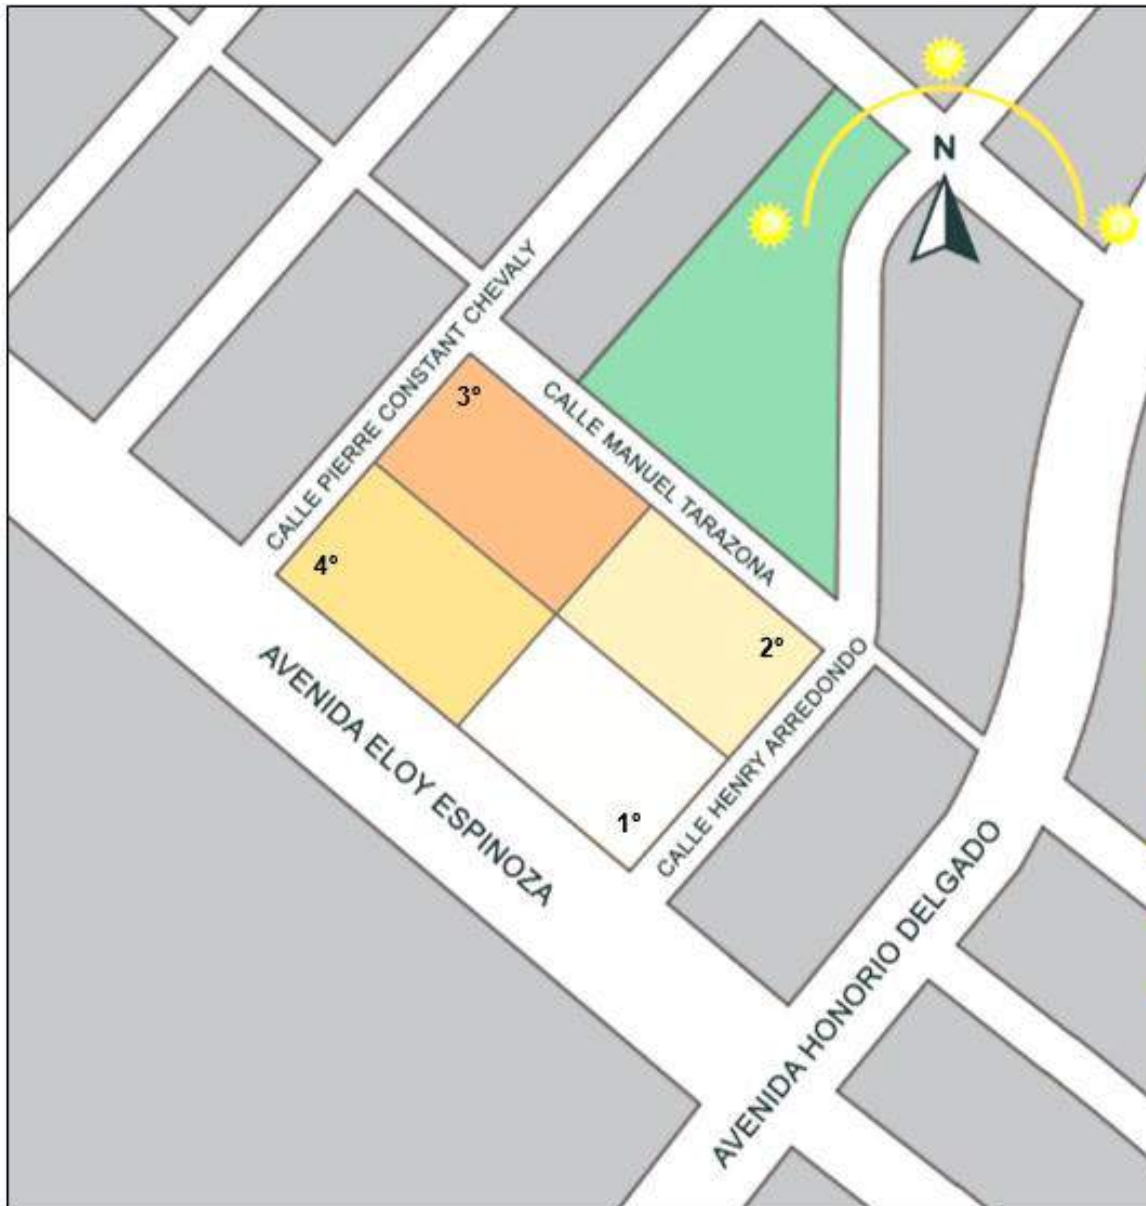 N
CALLE PIERRE CONSTANT CHEVALY
3°
CALLE MANUEL TARAZONA
4°
2°
AVENIDA ELOY ESPINOZA
1°
CALLE HENRY ARREDONDO
AVENIDA HONORIO DELGADO